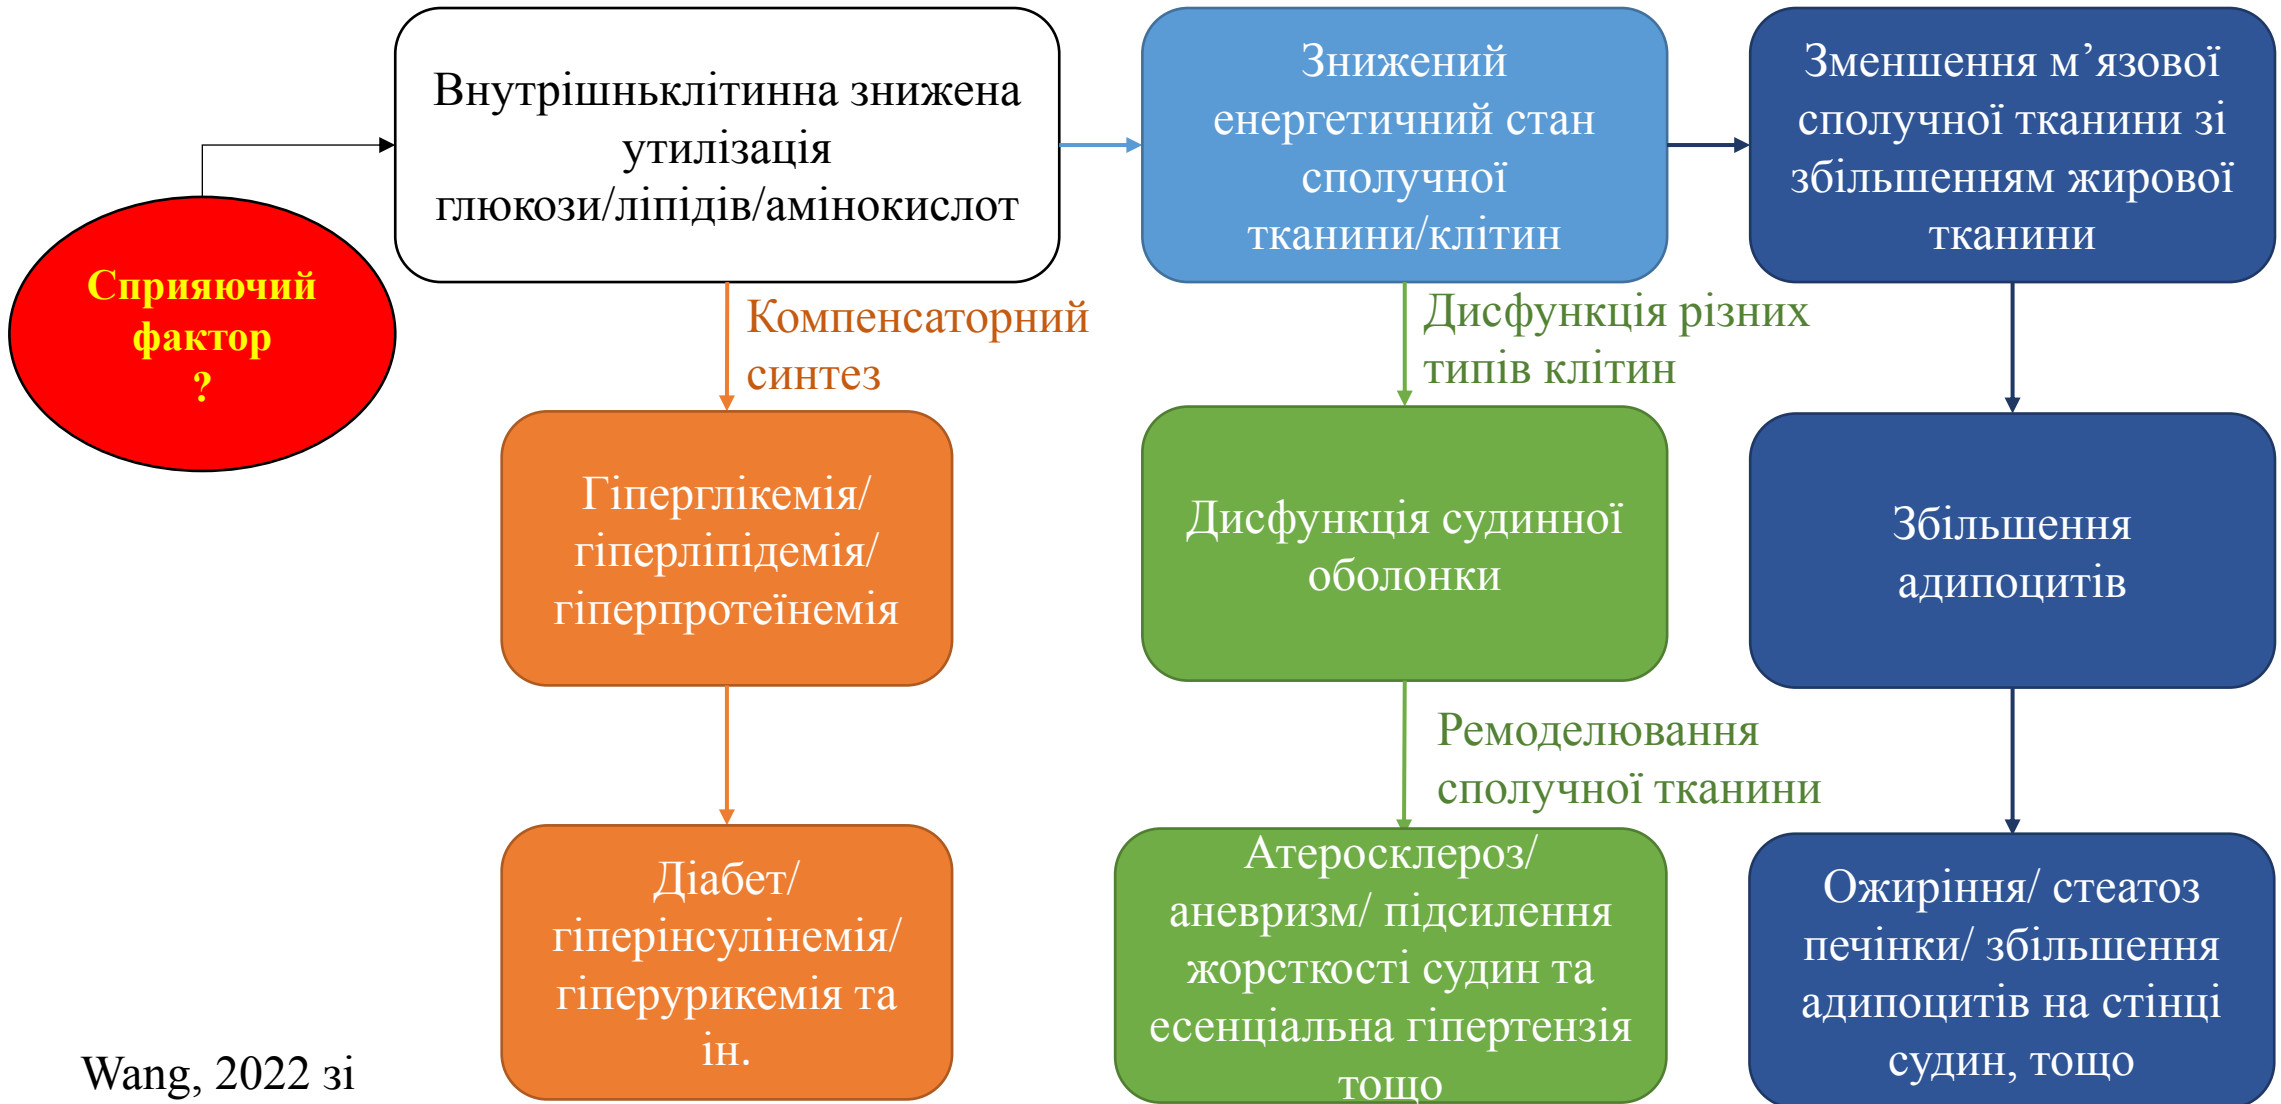 Внутрішньклітинна знижена
утилізація
глюкози/ліпідів/амінокислот
Знижений
енергетичний стан
сполучної
тканини/клітин
Зменшення м’язової
сполучної тканини зі
збільшенням жирової
тканини
Сприяючий
фактор
?
Компенсаторний
синтез
Дисфункція різних
типів клітин
Гіперглікемія/
гіперліпідемія/
гіперпротеїнемія
Дисфункція судинної
оболонки
Збільшення
адипоцитів
Ремоделювання
сполучної тканини
Діабет/
гіперінсулінемія/
гіперурикемія та
ін.
Атеросклероз/
аневризм/ підсилення
жорсткості судин та
есенціальна гіпертензія
тощо
Ожиріння/ стеатоз
печінки/ збільшення
адипоцитів на стінці
судин, тощо
Wang, 2022 зі